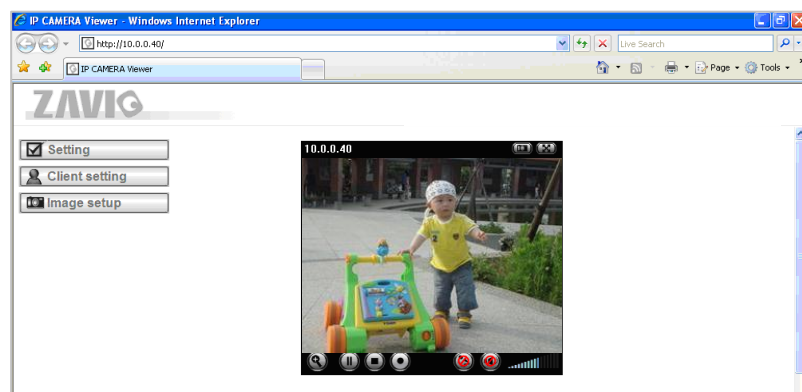 IP CAMERA Viewer - Windows Internet Explorer
http://10.0.0.40/
Live Search
IP CAMERA Viewer
Page
Tools
ZAVIO
Setting
Client setting
Image setup
10.0.0.40